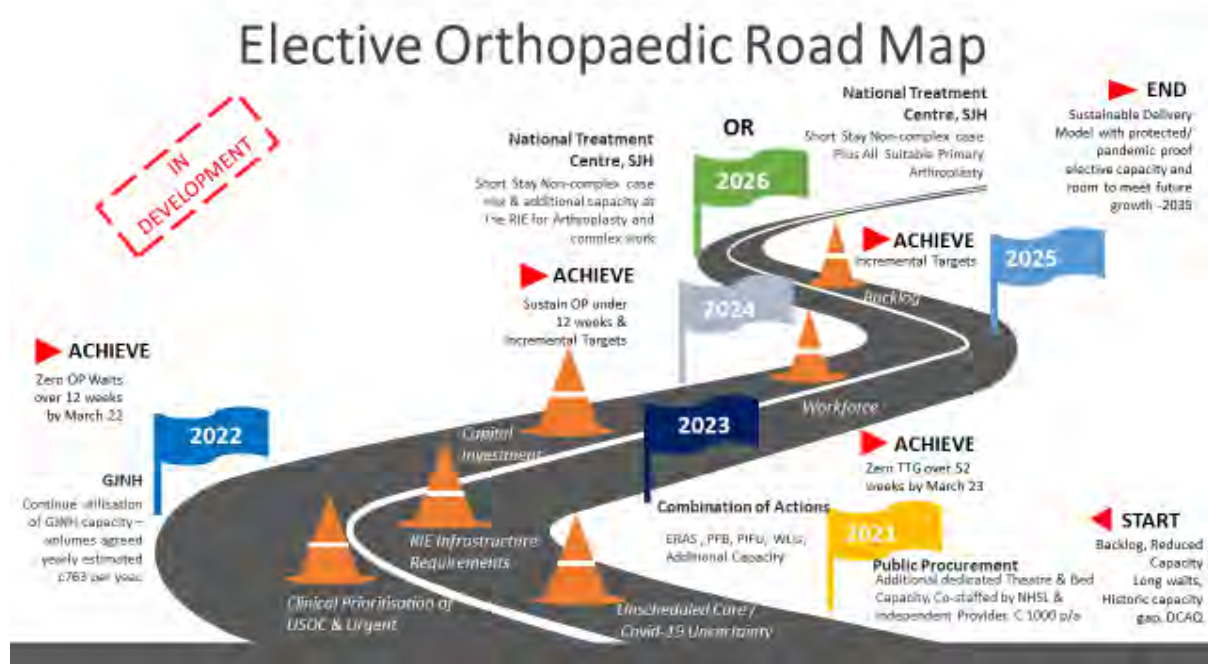 Elective Orthopaedic Road Map
IN
DEVELOPMENT
National Treatment
Centre, SJH
Short Stay Non-complex case
mix & additional capacity at
the RIE for Arthroplasty and
complex work
OR
2026
National Treatment
Centre, SJH
Short Stay Non-complex case
Plus All Suitable Primary
Arthroplasty
END
Sustainable Delivery
Model with protected/
pandemic proof
elective capacity and
room to meet future
growth -2035
ACHIEVE
Incremental Targets
2025
Backlog
ACHIEVE
Sustain OP under
12 weeks &
Incremental Targets
2024
Workforce
ACHIEVE
Zero OP Waits
over 12 weeks
by March 22
2022
GJNH
Continue utilisation
of GJNH capacity –
volumes agreed
yearly estimated
c763 per year
Capital
Investment
2023
ACHIEVE
Zero TTG over 52
weeks by March 23
Combination of Actions
ERAS , PFB, PIFU, WLIs,
Additional Capacity
RIE Infrastructure
Requirements
Clinical Prioritisation of
USOC & Urgent
Unscheduled Care /
Covid-19 Uncertainty
2021
Public Procurement
Additional dedicated Theatre & Bed
Capacity, Co-staffed by NHSL &
Independent Provider. C 1000 p/a
START
Backlog, Reduced
Capacity
Long waits,
Historic capacity
gap, DCAQ